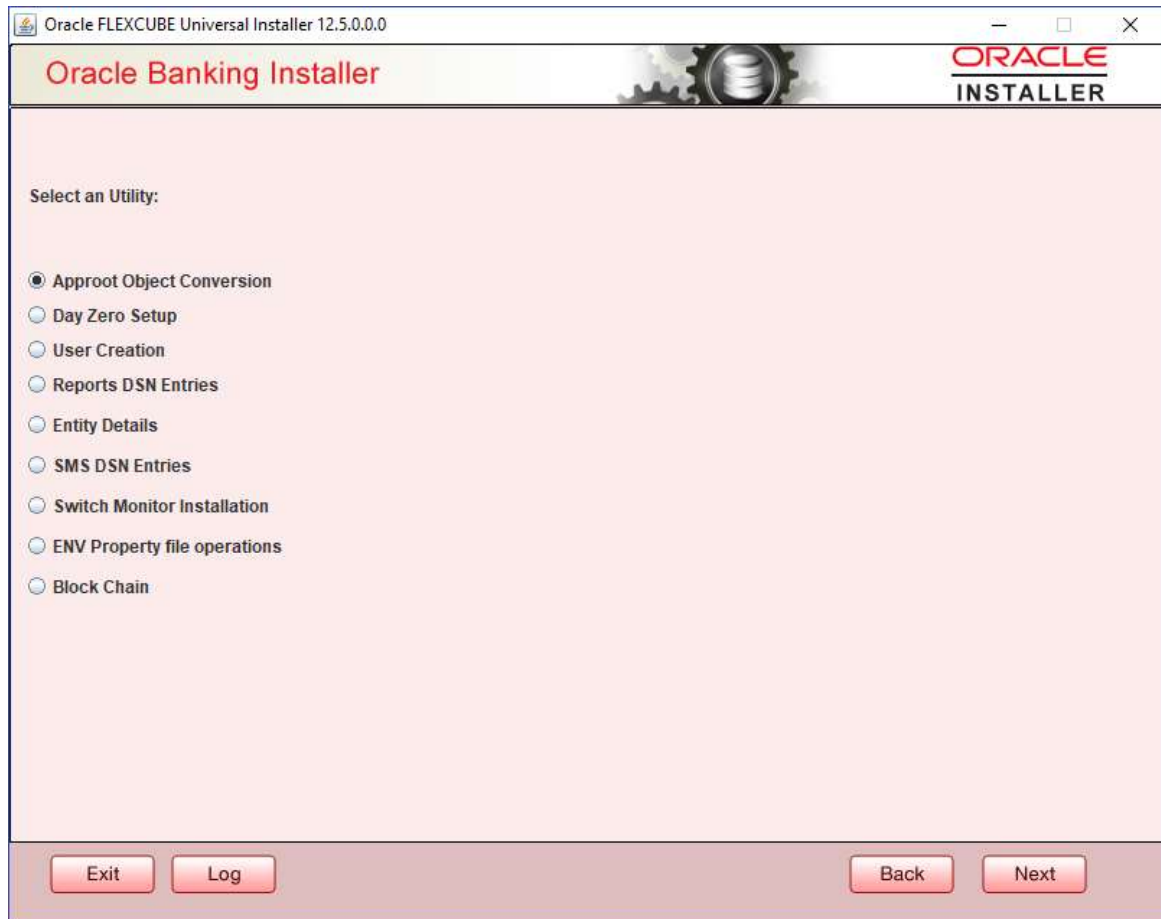 Oracle FLEXCUBE Universal Installer 12.5.0.0.0
Oracle Banking Installer
ORACLE
INSTALLER
Select an Utility:
Approot Object Conversion
Day Zero Setup
User Creation
Reports DSN Entries
Entity Details
SMS DSN Entries
Switch Monitor Installation
ENV Property file operations
Block Chain
Exit Log Back Next